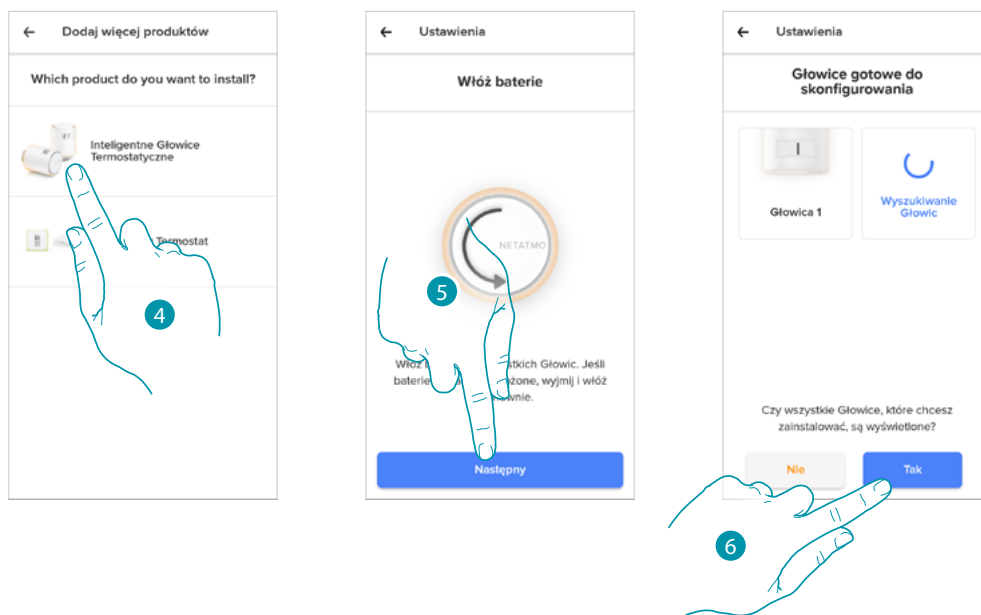 ← Dodaj więcej produktów
Which product do you want to install?
Inteligentne Głowice
Termostatyczne
Termostat
4
← Ustawienia
Włóż baterie
NETATMO
5
Włóż stkich Głowic. Jeśli
baterie żone, wyjmij i włóż
wnie.
Następny
← Ustawienia
Głowice gotowe do
skonfigurowania
Głowica 1
Wyszukiwanie
Głowic
Czy wszystkie Głowice, które chcesz
zainstalować, są wyświetlone?
Nie
Tak
6